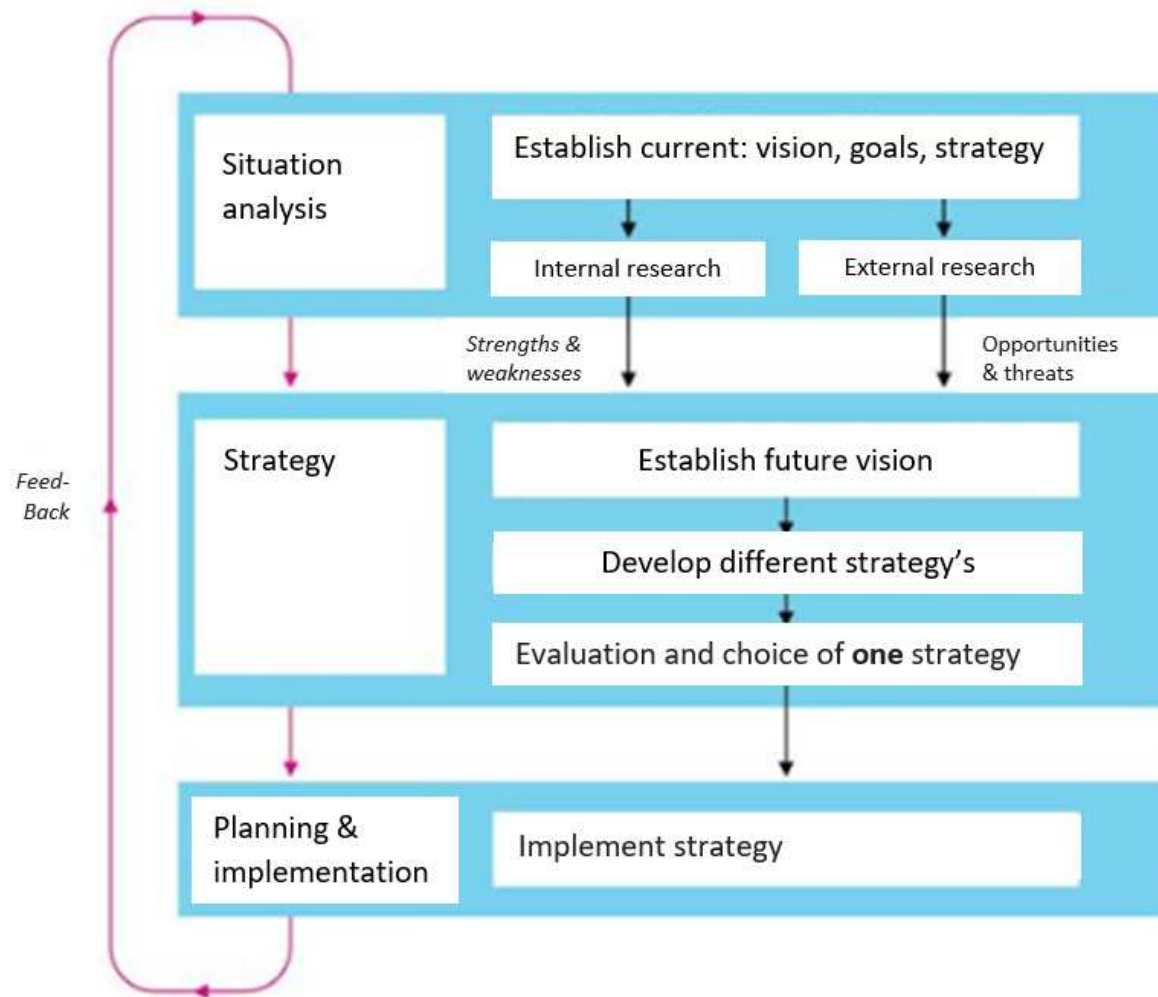 Situation
analysis
Establish current: vision, goals, strategy
Internal research
External research
Strengths &
weaknesses
Opportunities
& threats
Feed-
Back
Strategy
Establish future vision
Develop different strategy's
Evaluation and choice of one strategy
Planning &
implementation
Implement strategy